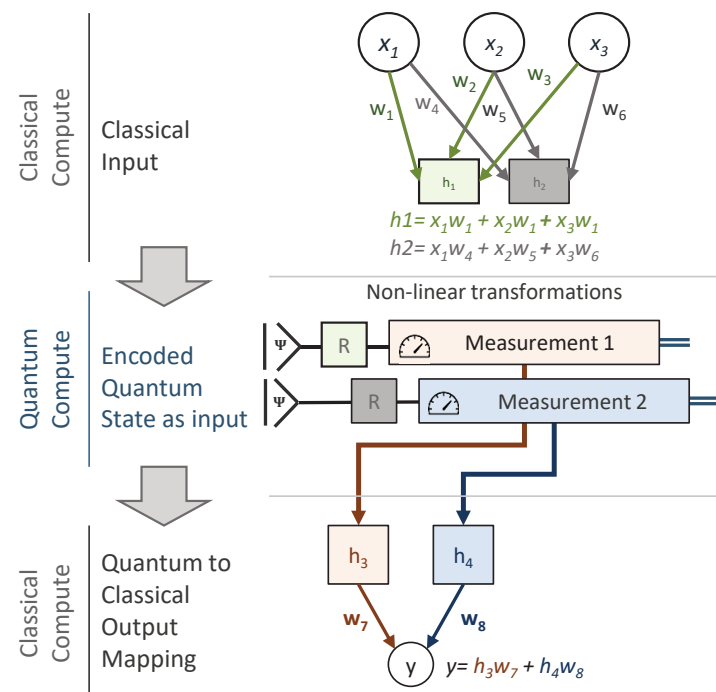 Classical
Compute
Classical
Input
x1
x2
x3
w1
w4
w2
w5
w3
w6
h1
h2
h1= x1w1 + x2w1 + x3w1
h2= x1w4 + x2w5 + x3w6
Non-linear transformations
Quantum
Compute
Encoded
Quantum
State as input
Ψ
R
Measurement 1
Ψ
R
Measurement 2
Classical
Compute
Quantum to
Classical
Output
Mapping
h3
h4
w7
w8
y
y= h3w7 + h4w8